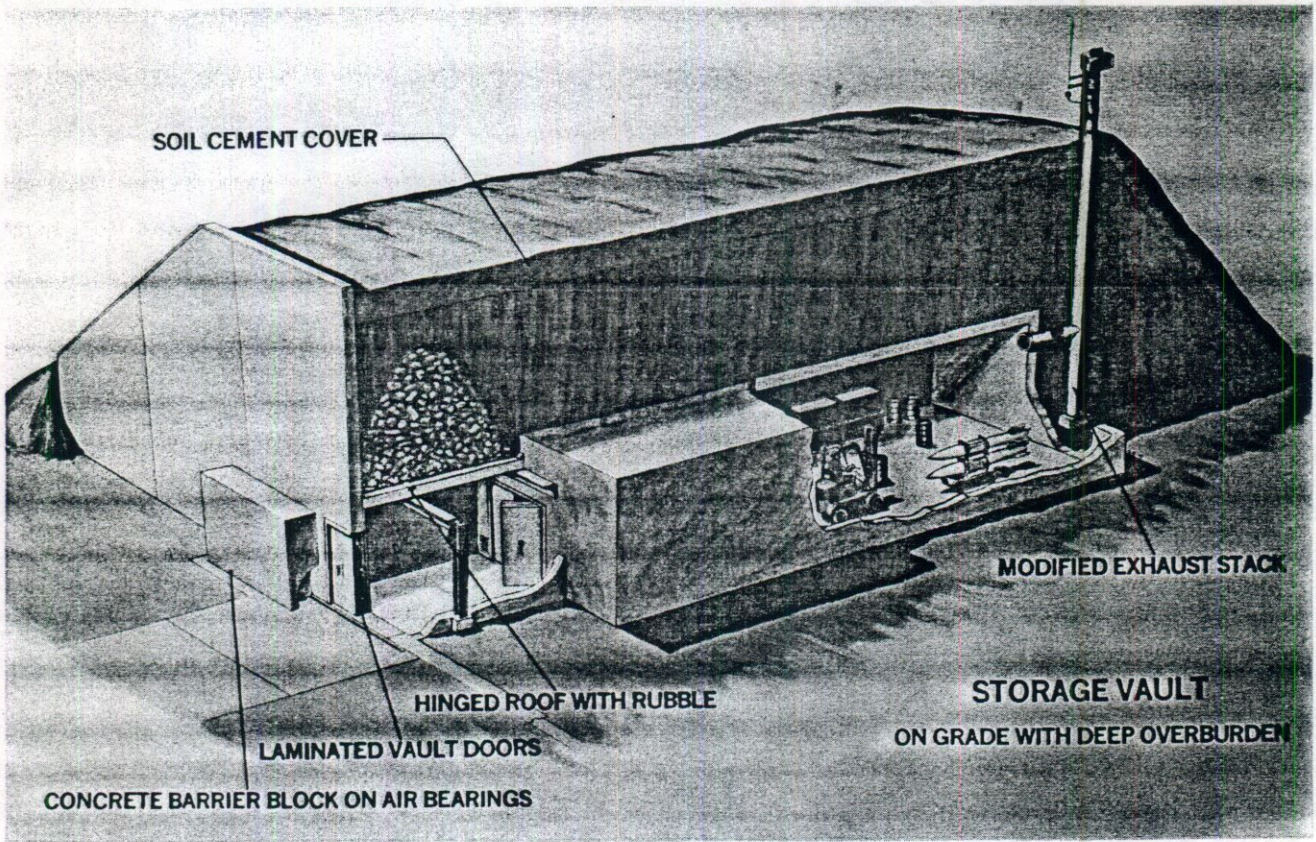 SOIL CEMENT COVER
MODIFIED EXHAUST STACK
HINGED ROOF WITH RUBBLE
STORAGE VAULT
LAMINATED VAULT DOORS
ON GRADE WITH DEEP OVERBURDEN
CONCRETE BARRIER BLOCK ON AIR BEARINGS